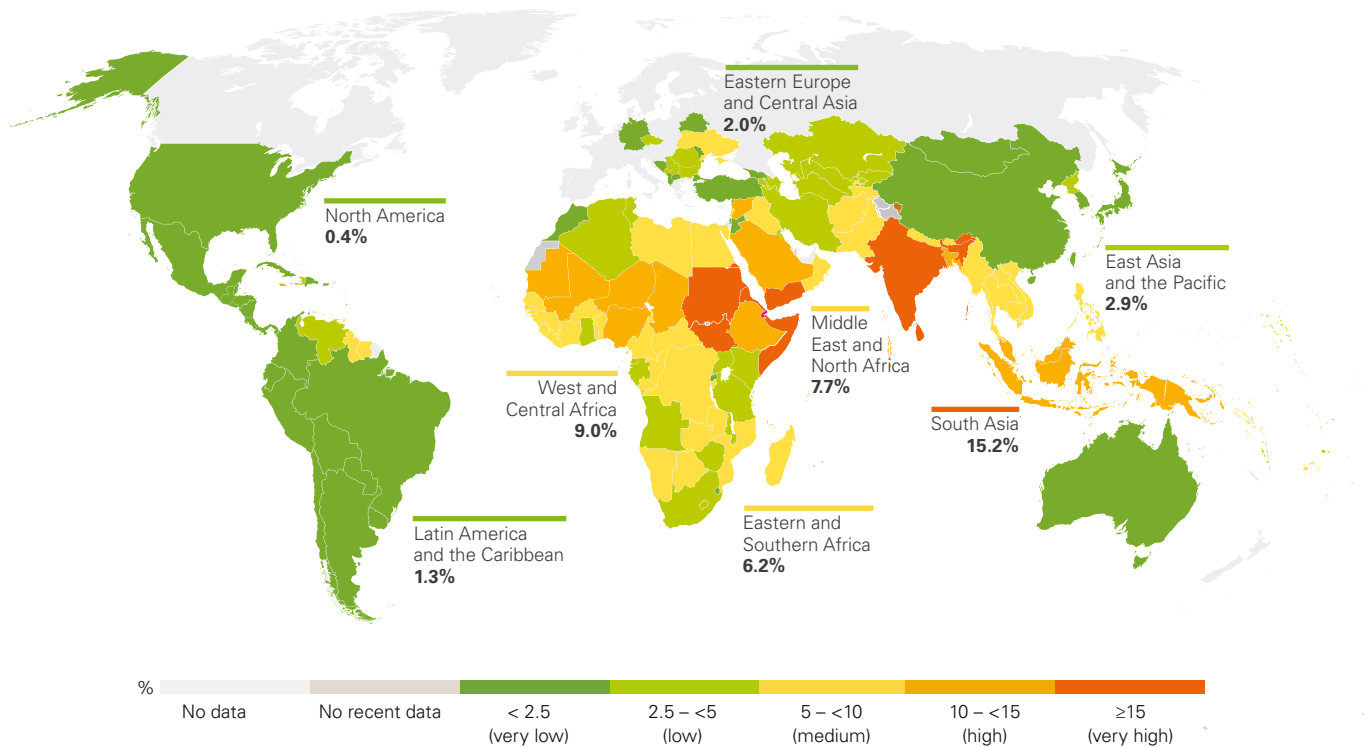 Eastern Europe
and Central Asia
2.0%
North America
0.4%
East Asia
and the Pacific
2.9%
Middle
East and
North Africa
7.7%
West and
Central Africa
9.0%
South Asia
15.2%
Eastern and
Southern Africa
6.2%
Latin America
and the Caribbean
1.3%
%
No data
No recent data
< 2.5
(very low)
2.5 – <5
(low)
5 – <10
(medium)
10 – <15
(high)
≥15
(very high)